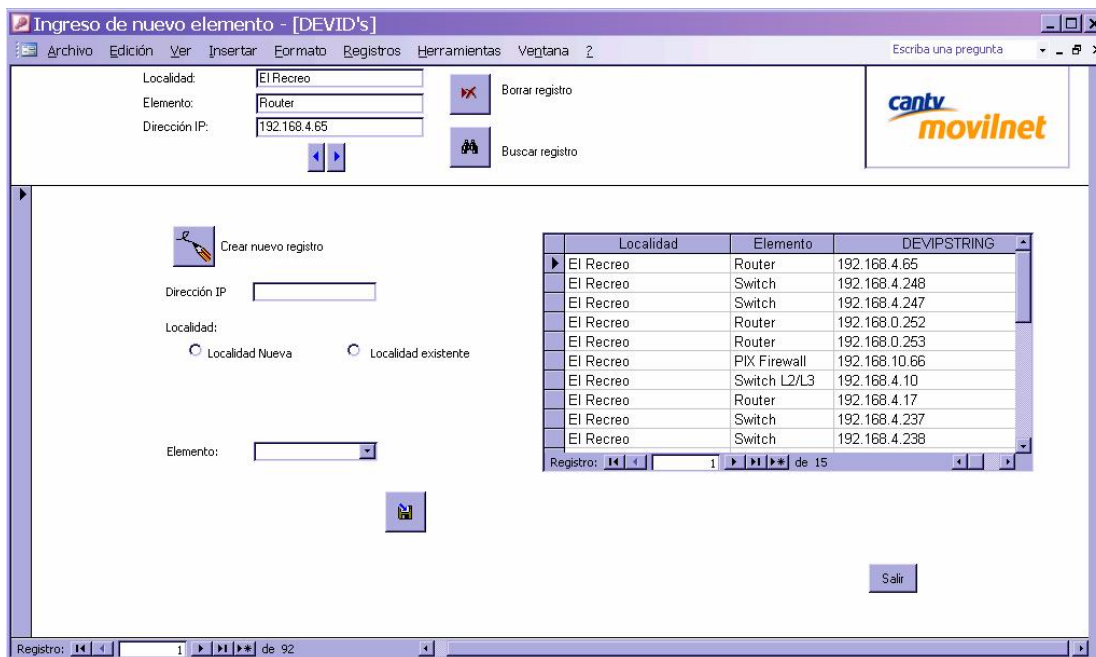 Ingreso de nuevo elemento - [DEVID's]
Archivo Edición Ver Insertar Formato Registros Herramientas Ventana ? Escriba una pregunta
Localidad: El Recreo
Elemento: Router
Dirección IP: 192.168.4.65
Borrar registro
Buscar registro
cantv
movilnet
Crear nuevo registro
Dirección IP
Localidad:
Localidad Nueva Localidad existente
Elemento:
Localidad Elemento DEVIPSTRING
El Recreo Router 192.168.4.65
El Recreo Switch 192.168.4.248
El Recreo Switch 192.168.4.247
El Recreo Router 192.168.0.252
El Recreo Router 192.168.0.253
El Recreo PIX Firewall 192.168.10.66
El Recreo Switch L2/L3 192.168.4.10
El Recreo Router 192.168.4.17
El Recreo Switch 192.168.4.237
El Recreo Switch 192.168.4.238
Registro: 1 de 15
Salir
Registro: 1 de 92